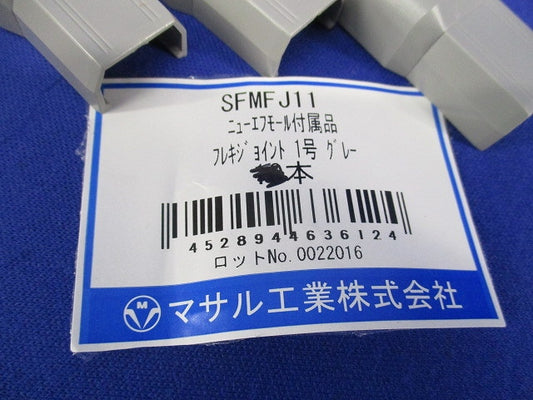 SFMFJ11
ニューエフモール付属品
フレキジョイント 1号 グレー
本
4528944636124
ロットNo.0022016
M マサル工業株式会社